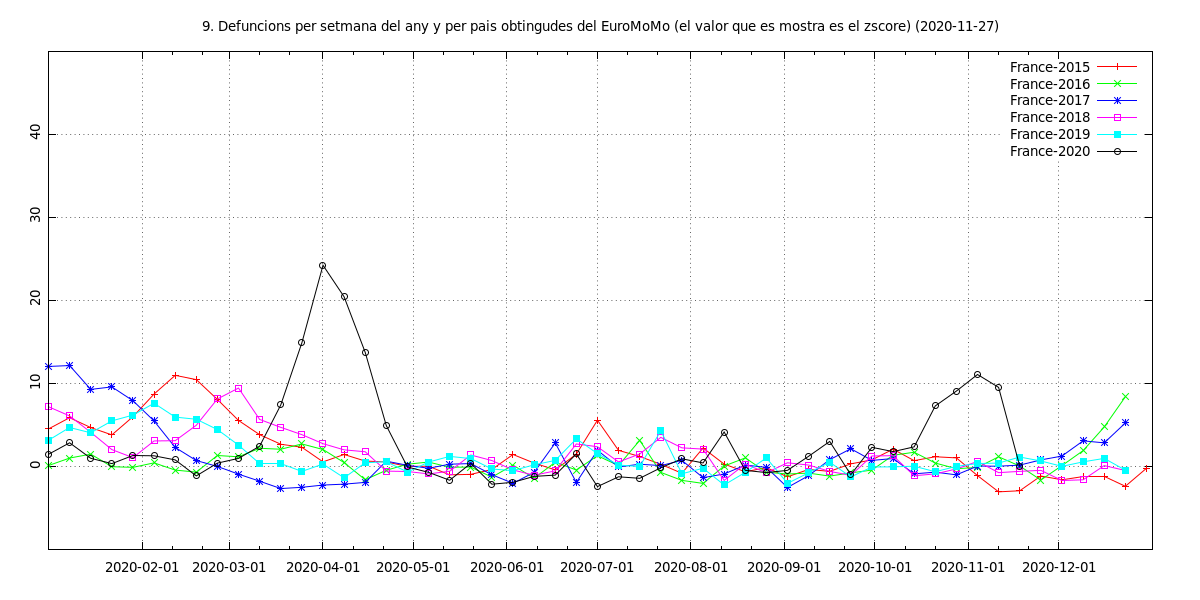 9. Defuncions per setmana del any y per pais obtingudes del EuroMoMo (el valor que es mostra es el zscore) (2020-11-27)
France-2015
France-2016
France-2017
France-2018
France-2019
France-2020
40
30
20
10
0
2020-02-01 2020-03-01 2020-04-01 2020-05-01 2020-06-01 2020-07-01 2020-08-01 2020-09-01 2020-10-01 2020-11-01 2020-12-01